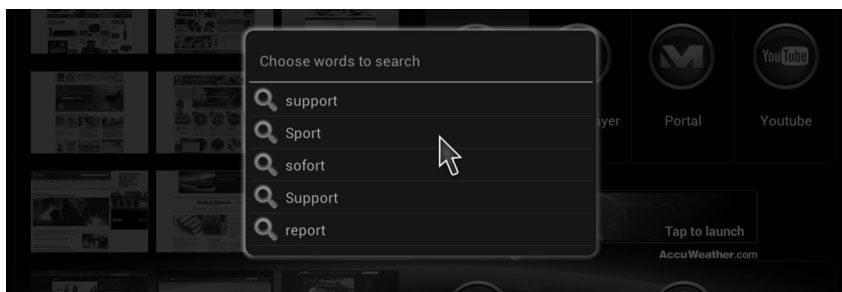 Choose words to search
support
Sport
sofort
Support
report
ayer
Portal
You Tube
Youtube
Tap to launch
AccuWeather.com